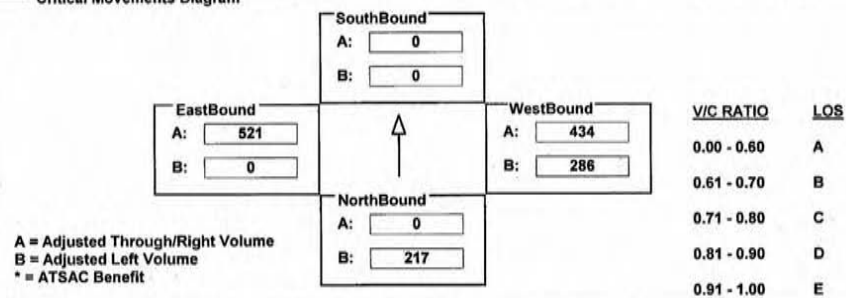 Critical Movements Diagram
SouthBound
A: 0
B: 0
EastBound
A: 521
B: 0
WestBound
A: 434
B: 286
NorthBound
A: 0
B: 217
A = Adjusted Through/Right Volume
B = Adjusted Left Volume
* = ATSAC Benefit
V/C RATIO LOS
0.00 - 0.60 A
0.61 - 0.70 B
0.71 - 0.80 C
0.81 - 0.90 D
0.91 - 1.00 E